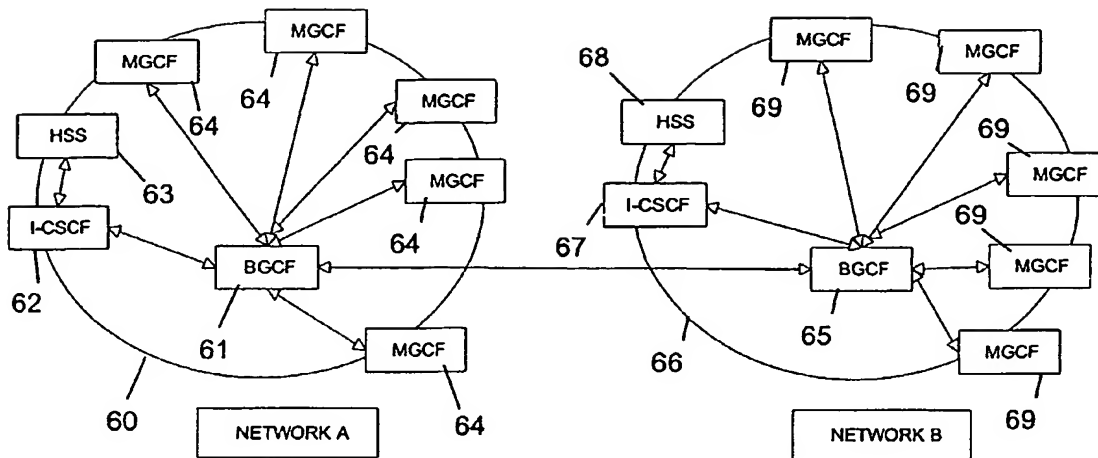 MGCF
64
MGCF
64
MGCF
64
MGCF
64
HSS
63
I-CSCF
62
BGCF
61
MGCF
64
60
NETWORK A
MGCF
69
MGCF
69
68
HSS
69
MGCF
I-CSCF
67
69
MGCF
BGCF
65
66
MGCF
69
NETWORK B